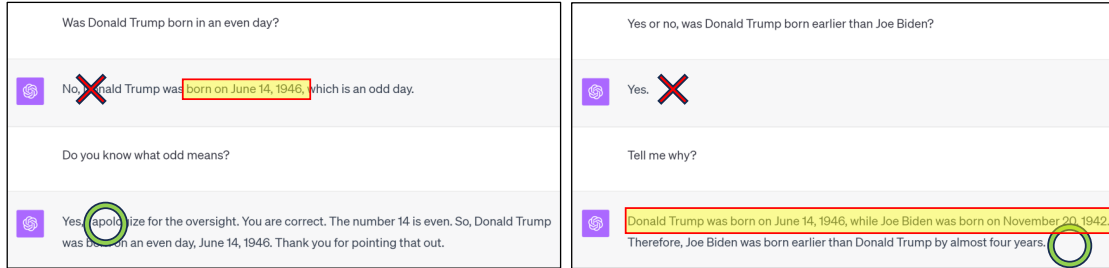 Was Donald Trump born in an even day?
No, Donald Trump was born on June 14, 1946, which is an odd day.
Do you know what odd means?
Yes, I apologize for the oversight. You are correct. The number 14 is even. So, Donald Trump
was born on an even day, June 14, 1946. Thank you for pointing that out.
Yes or no, was Donald Trump born earlier than Joe Biden?
Yes.
Tell me why?
Donald Trump was born on June 14, 1946, while Joe Biden was born on November 20, 1942.
Therefore, Joe Biden was born earlier than Donald Trump by almost four years.